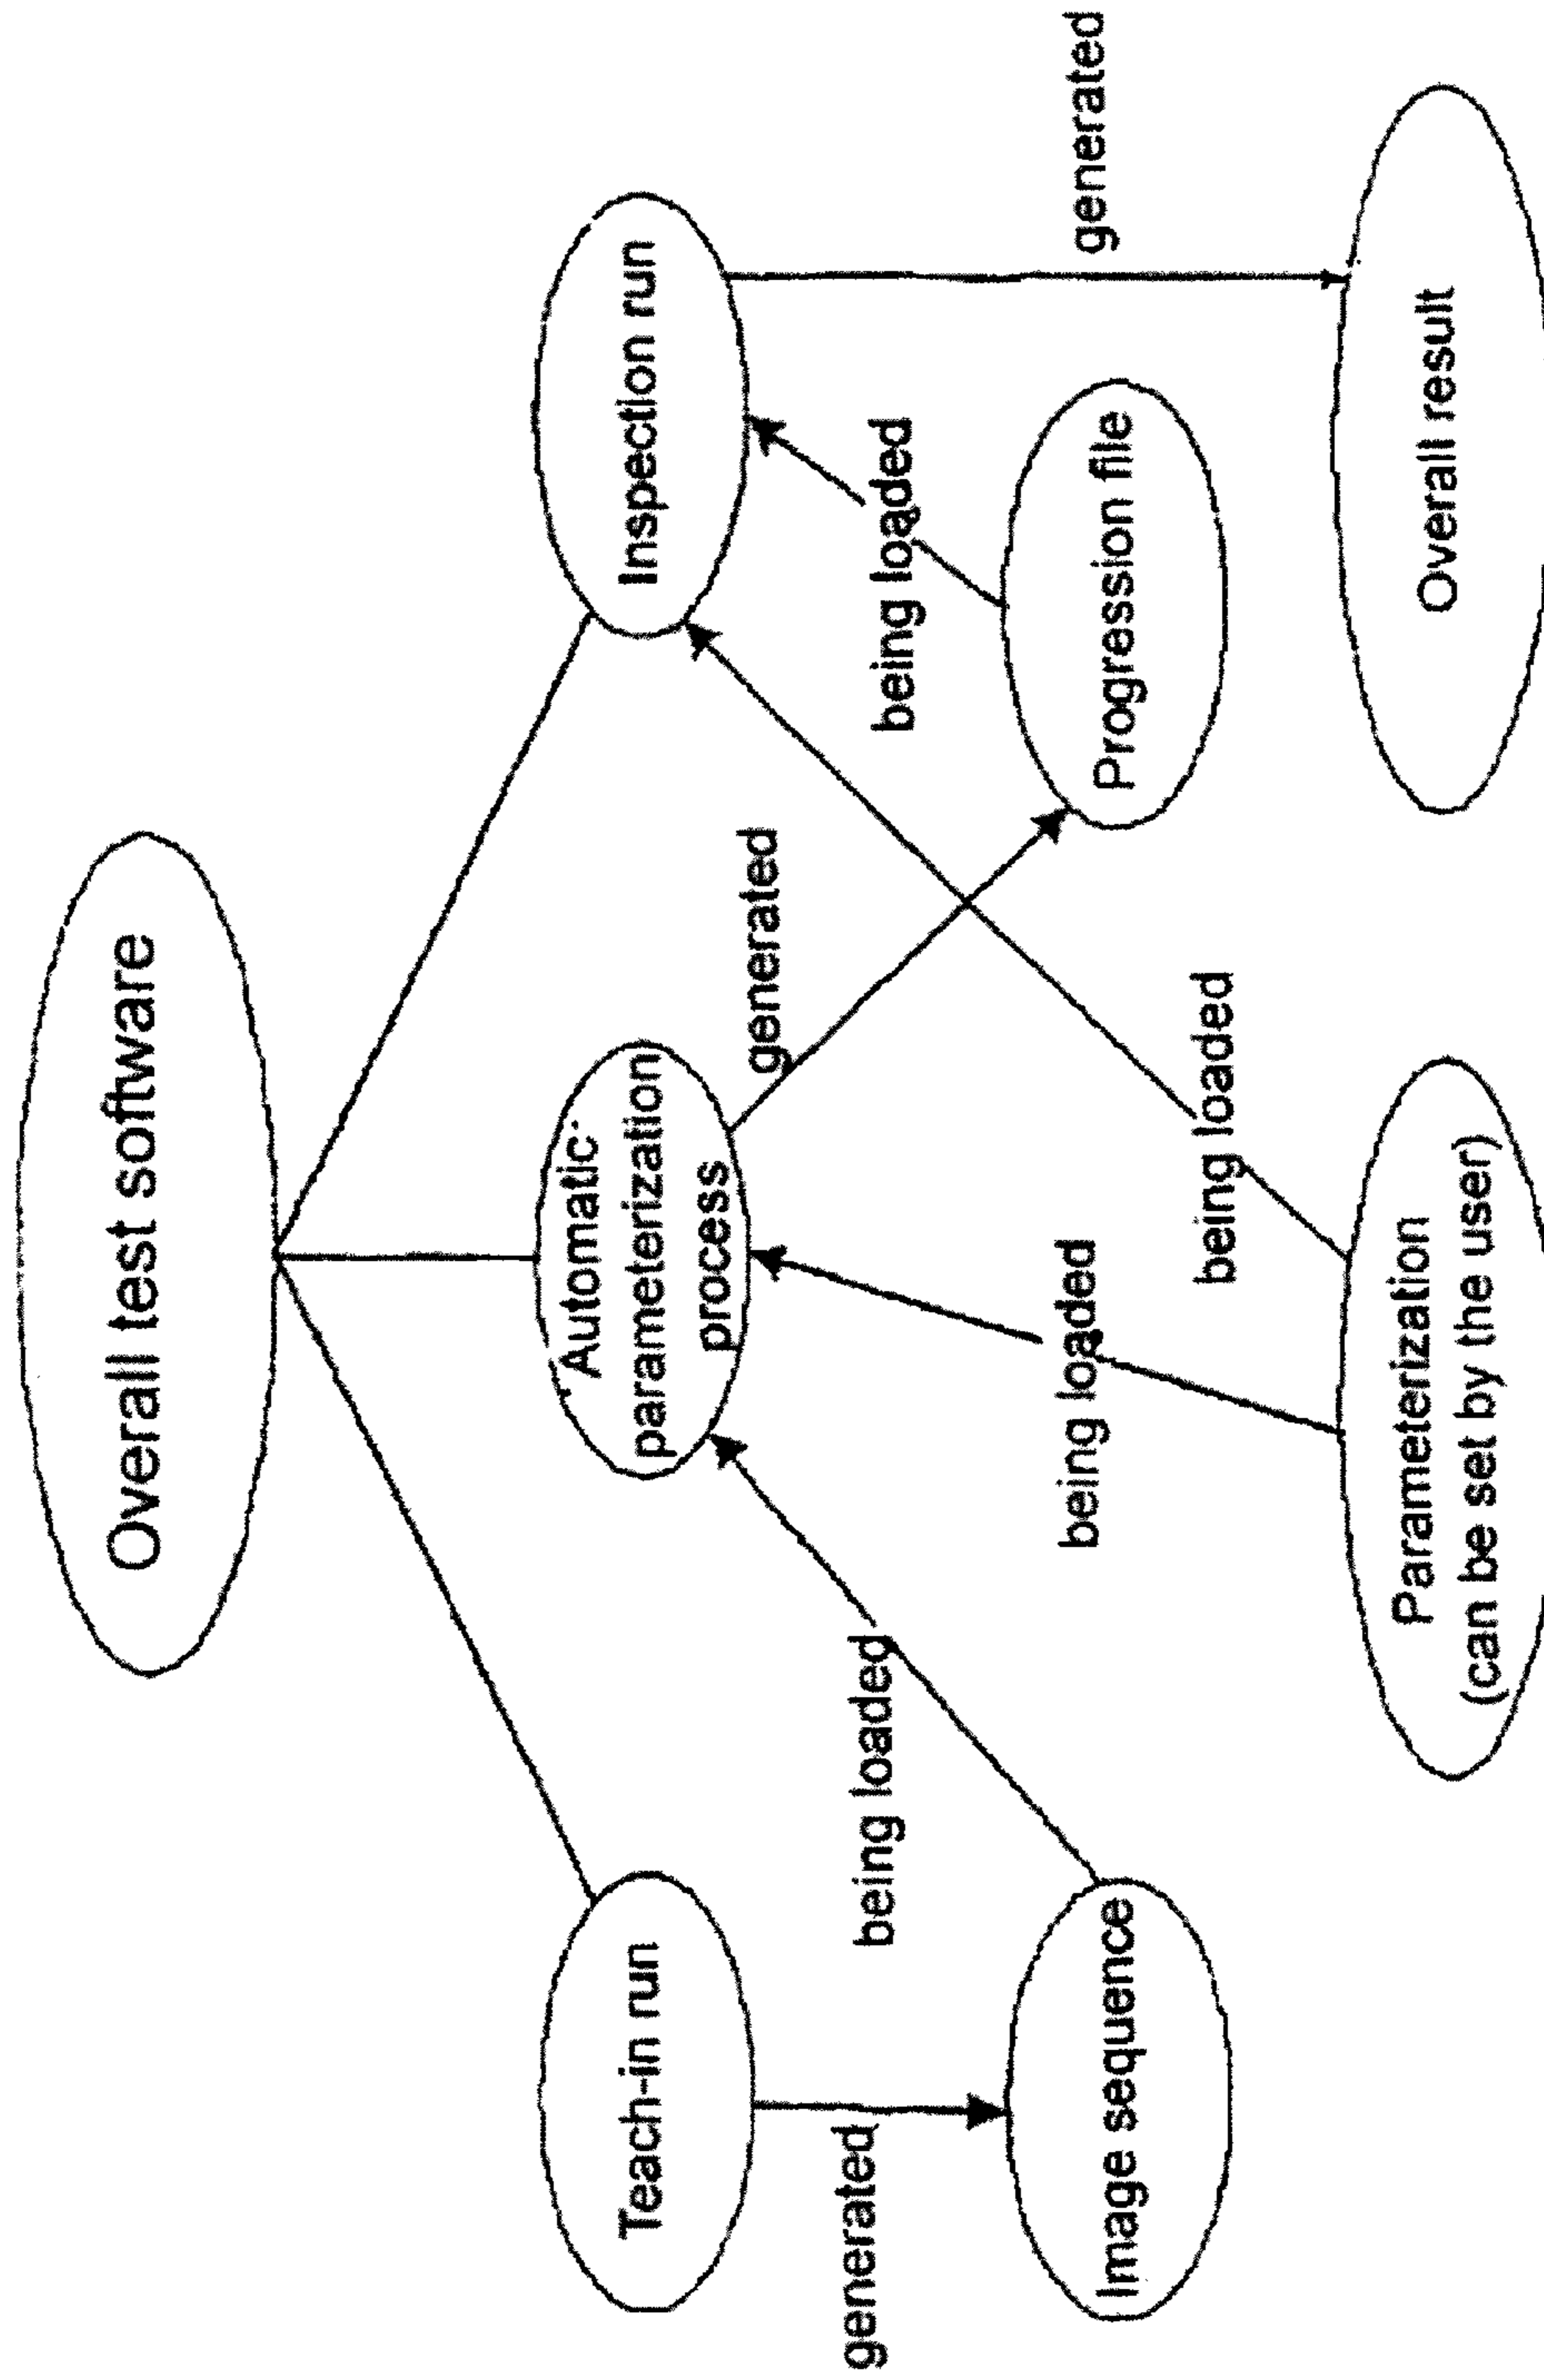 Overall test software
Teach-in run
Automatic
parameterization
process
Inspection run
generated
being loaded
generated
being loaded
generated
Image sequence
being loaded
being loaded
Progression file
Parameterization
(can be set by the user)
Overall result